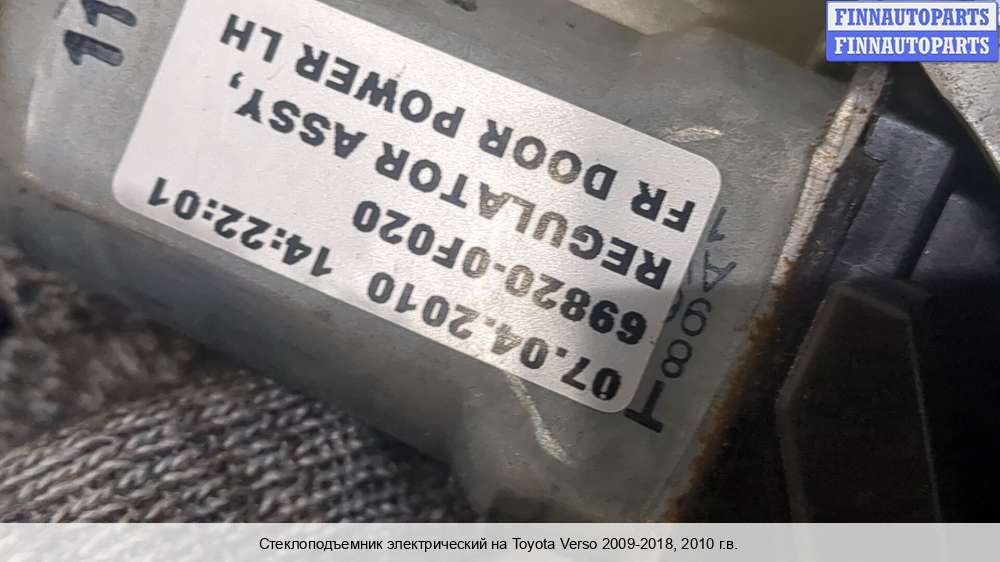 FINNAUTOPARTS
FINNAUTOPARTS
11
07.04.2010 14:22:01
69820-0F020
REGULATOR ASSY,
FR DOOR POWER LH
Стеклоподъемник электрический на Toyota Verso 2009-2018, 2010 г.в.